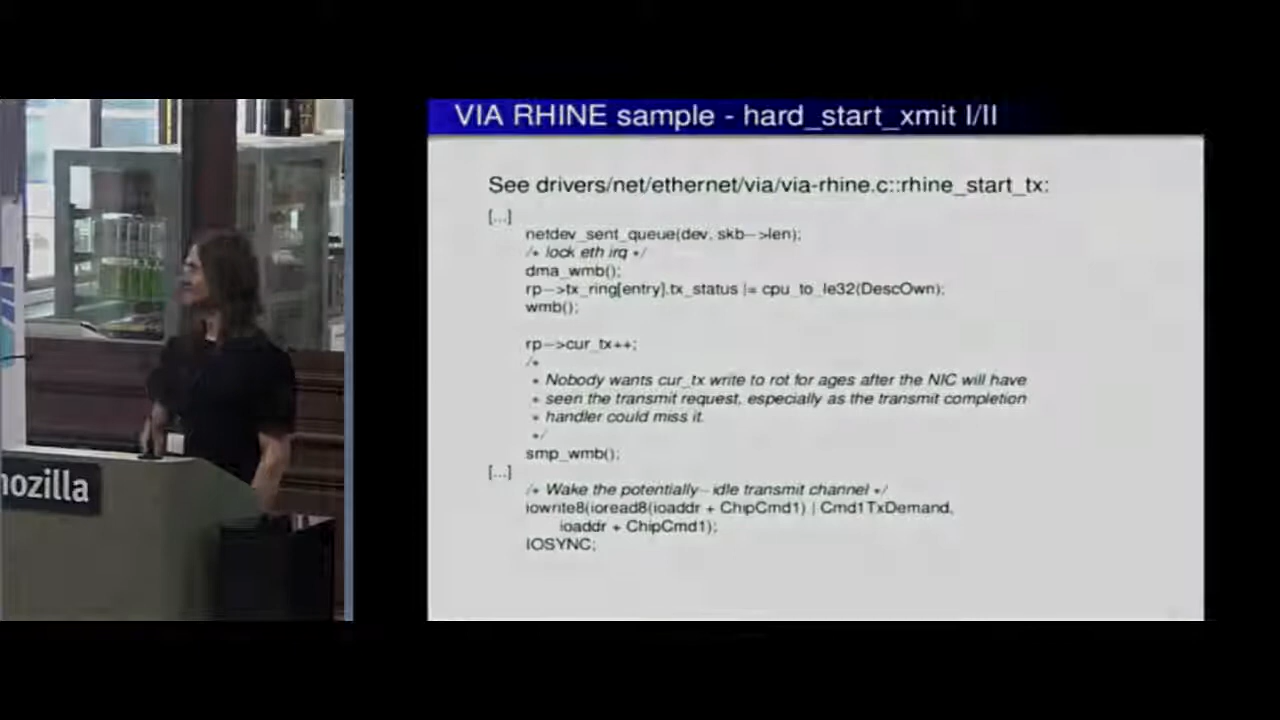 VIA RHINE sample - hard_start_xmit I/II
See drivers/net/ethernet/via/via-rhine.c::rhine_start_tx:
[...]
netdev_sent_queue(dev, skb->len);
/* lock eth irq */
dma_wmb();
rp->tx_ring[entry].tx_status |= cpu_to_le32(DescOwn);
wmb();
rp->cur_tx++;
/*
* Nobody wants cur_tx write to rot for ages after the NIC will have
* seen the transmit request, especially as the transmit completion
* handler could miss it.
*/
smp_wmb();
[...]
/* Wake the potentially-idle transmit channel */
iowrite8(ioread8(ioaddr + ChipCmd1) | Cmd1TxDemand,
ioaddr + ChipCmd1);
IOSYNC;
mozilla